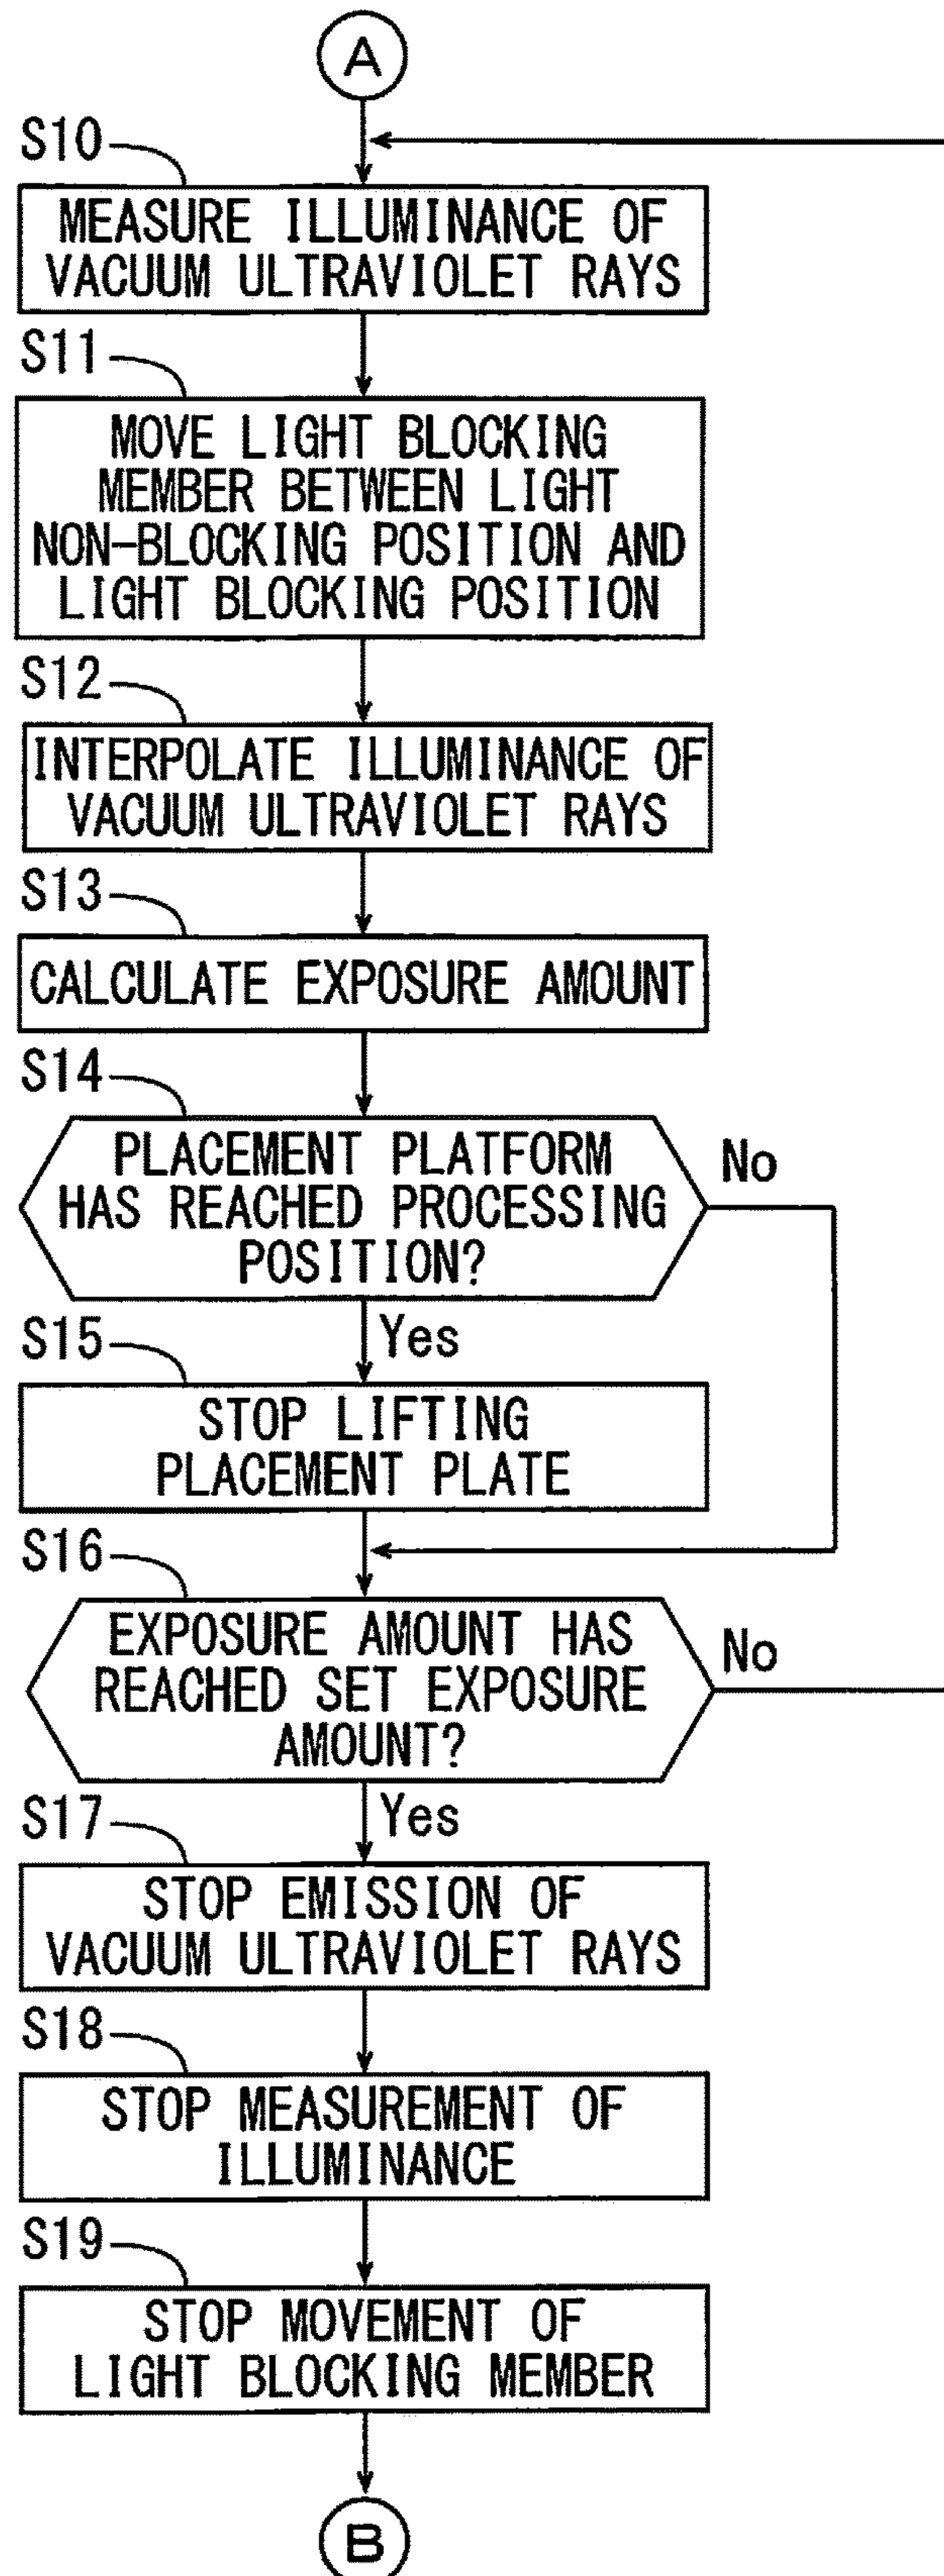 A
S10
MEASURE ILLUMINANCE OF
VACUUM ULTRAVIOLET RAYS
S11
MOVE LIGHT BLOCKING
MEMBER BETWEEN LIGHT
NON-BLOCKING POSITION AND
LIGHT BLOCKING POSITION
S12
INTERPOLATE ILLUMINANCE OF
VACUUM ULTRAVIOLET RAYS
S13
CALCULATE EXPOSURE AMOUNT
S14
PLACEMENT PLATFORM
HAS REACHED PROCESSING
POSITION?
No
Yes
S15
STOP LIFTING
PLACEMENT PLATE
S16
EXPOSURE AMOUNT HAS
REACHED SET EXPOSURE
AMOUNT?
No
Yes
S17
STOP EMISSION OF
VACUUM ULTRAVIOLET RAYS
S18
STOP MEASUREMENT OF
ILLUMINANCE
S19
STOP MOVEMENT OF
LIGHT BLOCKING MEMBER
B